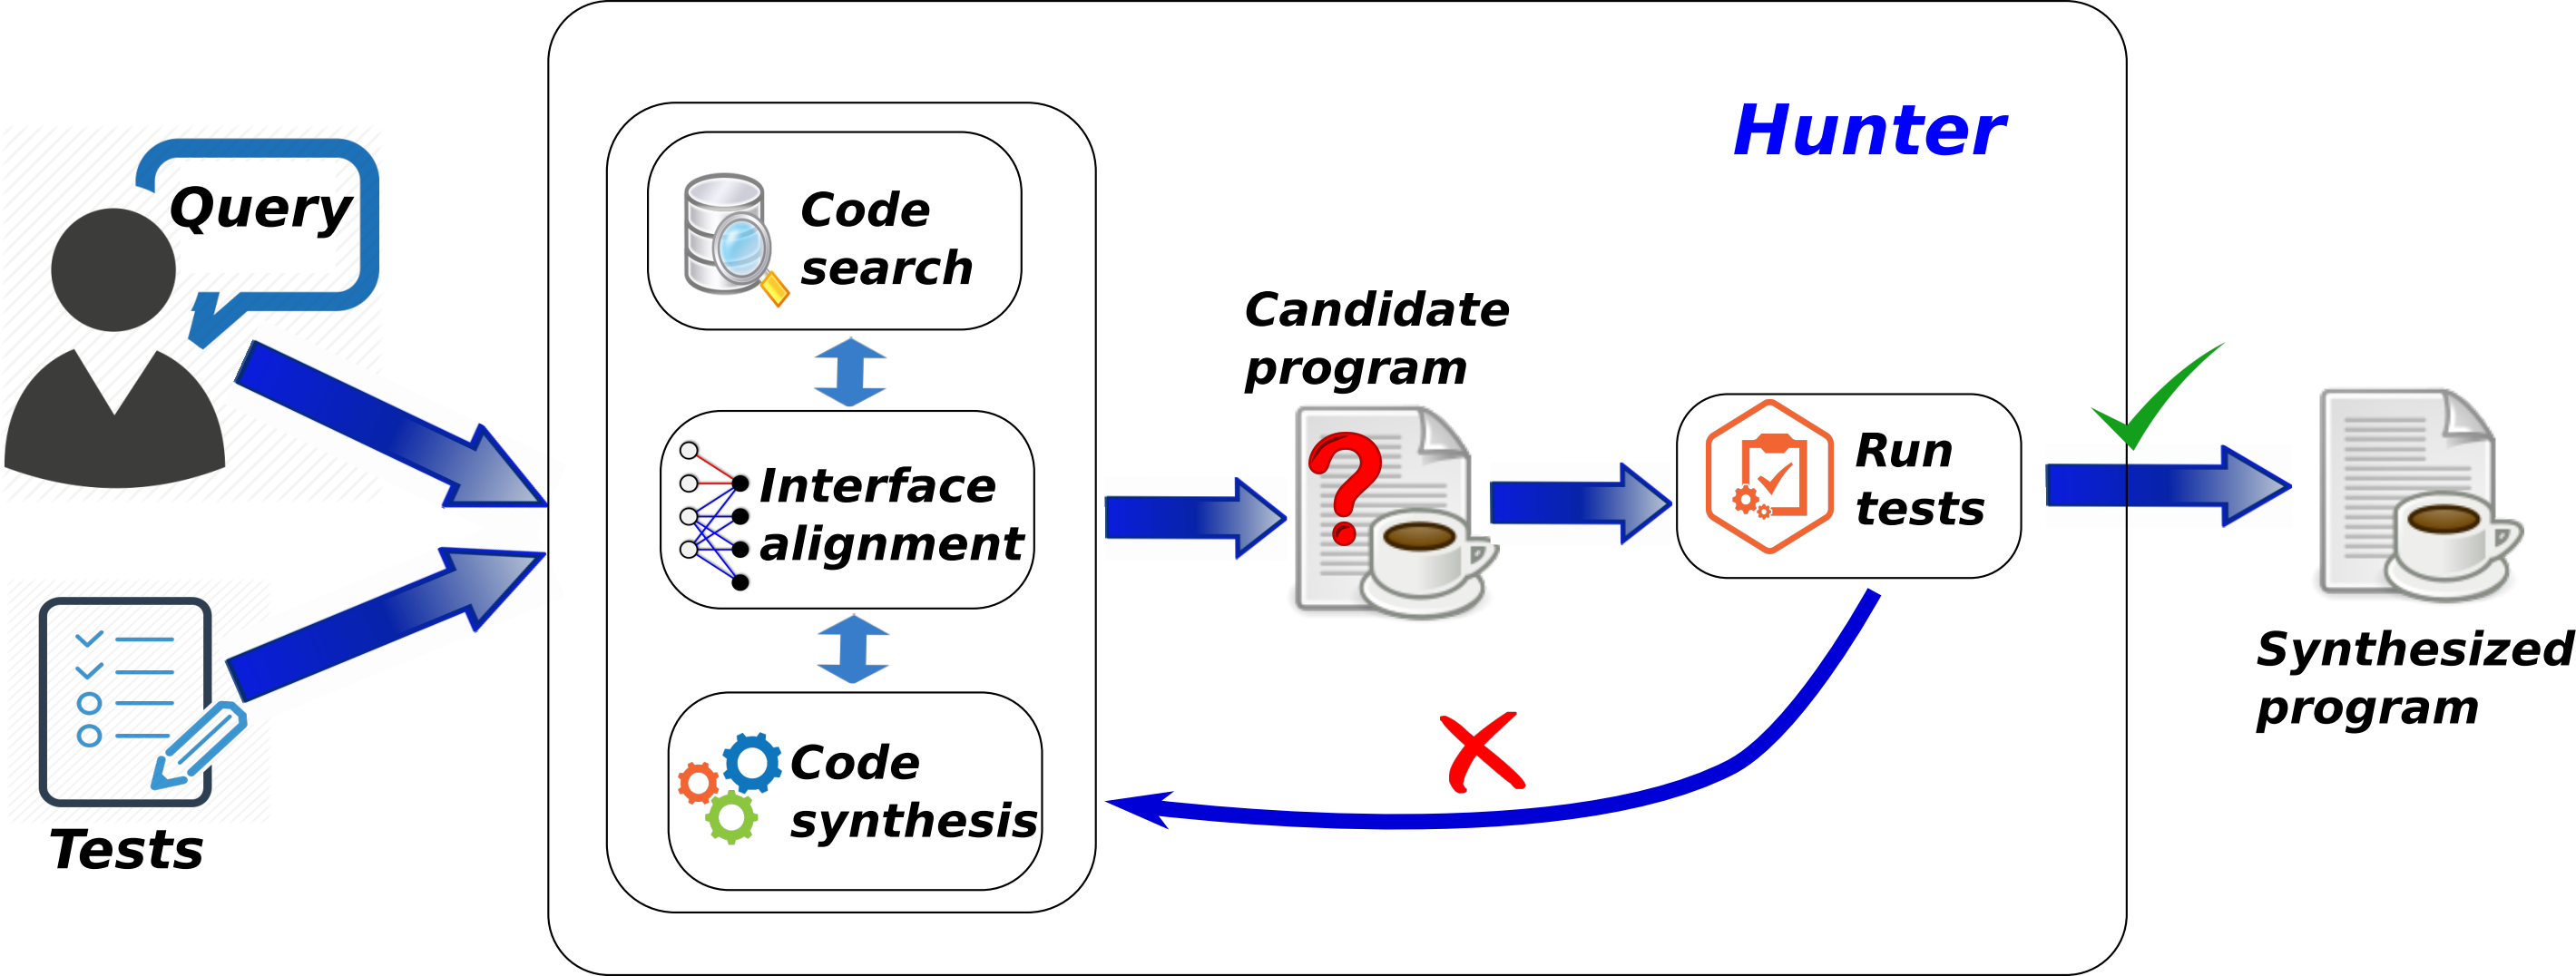 Query
Tests
Hunter
Code
search
Interface
alignment
Code
synthesis
Candidate
program
Run
tests
Synthesized
program